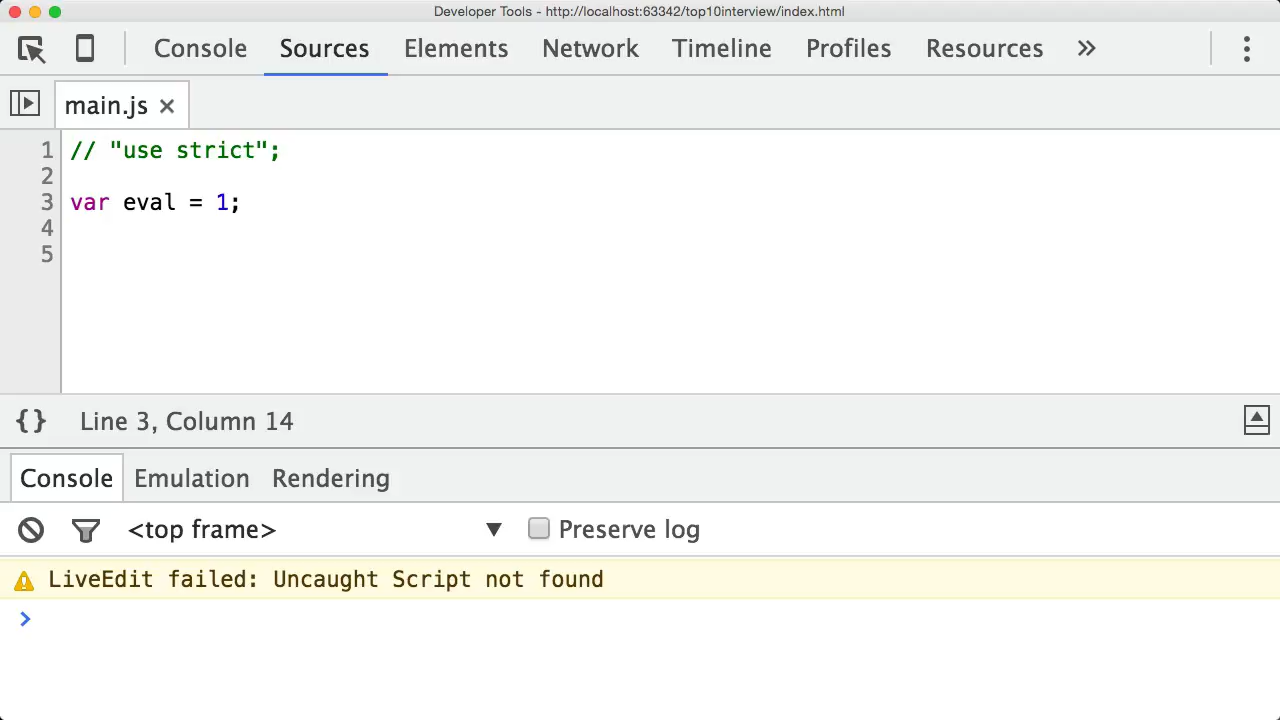 Developer Tools - http://localhost:63342/top10interview/index.html
Console Sources Elements Network Timeline Profiles Resources »
main.js ×
1 // "use strict";
2
3 var eval = 1;
4
5
{} Line 3, Column 14
Console Emulation Rendering
<top frame> ▼ Preserve log
LiveEdit failed: Uncaught Script not found
>